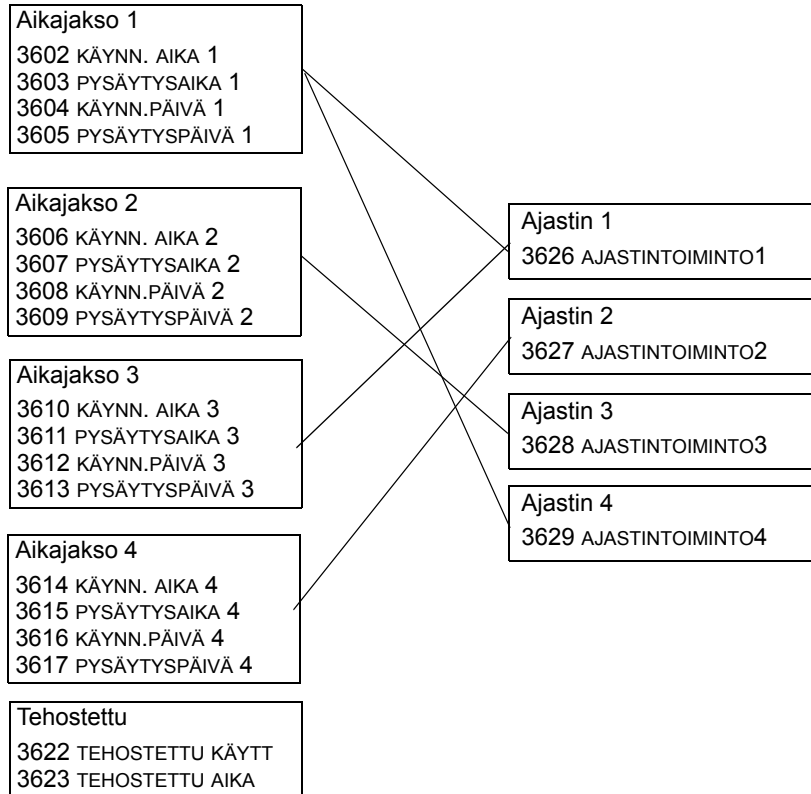 Aikajakso 1
3602 KÄYNN. AIKA 1
3603 PYSÄYTYSAIKA 1
3604 KÄYNN.PÄIVÄ 1
3605 PYSÄYTYSPÄIVÄ 1
Aikajakso 2
3606 KÄYNN. AIKA 2
3607 PYSÄYTYSAIKA 2
3608 KÄYNN.PÄIVÄ 2
3609 PYSÄYTYSPÄIVÄ 2
Aikajakso 3
3610 KÄYNN. AIKA 3
3611 PYSÄYTYSAIKA 3
3612 KÄYNN.PÄIVÄ 3
3613 PYSÄYTYSPÄIVÄ 3
Aikajakso 4
3614 KÄYNN. AIKA 4
3615 PYSÄYTYSAIKA 4
3616 KÄYNN.PÄIVÄ 4
3617 PYSÄYTYSPÄIVÄ 4
Tehostettu
3622 TEHOSTETTU KÄYTT
3623 TEHOSTETTU AIKA
Ajastin 1
3626 AJASTINTOIMINTO1
Ajastin 2
3627 AJASTINTOIMINTO2
Ajastin 3
3628 AJASTINTOIMINTO3
Ajastin 4
3629 AJASTINTOIMINTO4